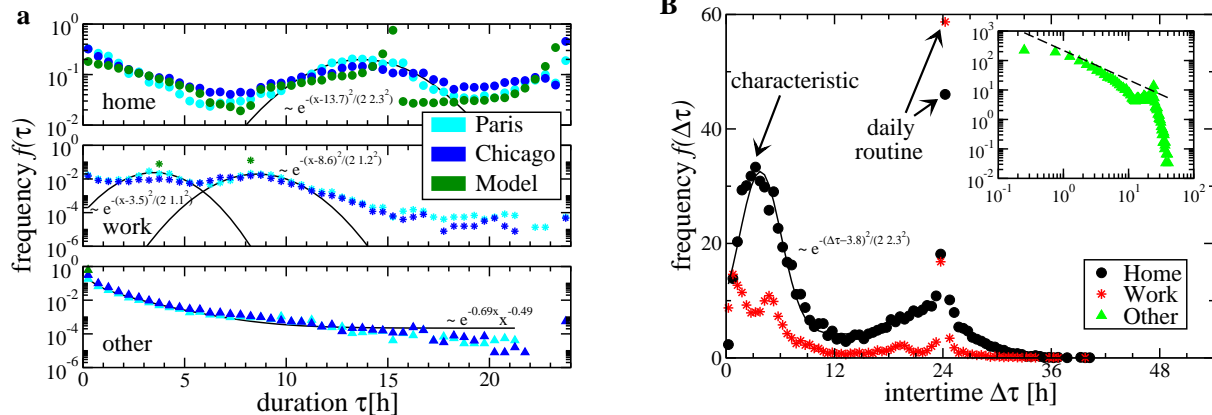 a
frequency f(τ)
10^0
10^-1
10^-2
home
~ e^-(x-13.7)^2/(2 2.3^2)
Paris
Chicago
Model
10^0
10^-2
10^-4
10^-6
work
~ e^-(x-3.5)^2/(2 1.1^2)
~ e^-(x-8.6)^2/(2 1.2^2)
10^0
10^-2
10^-4
10^-6
other
~ e^-0.69x x^-0.49
0 5 10 15 20
duration τ[h]
B
frequency f(Δτ)
60
40
20
0
characteristic
daily
routine
~ e^-(Δτ−3.8)^2/(2 2.3^2)
10^3
10^2
10^1
10^0
10^-1
10^-2
10^-1 10^0 10^1 10^2
Home
Work
Other
0 12 24 36 48
intertime Δτ [h]